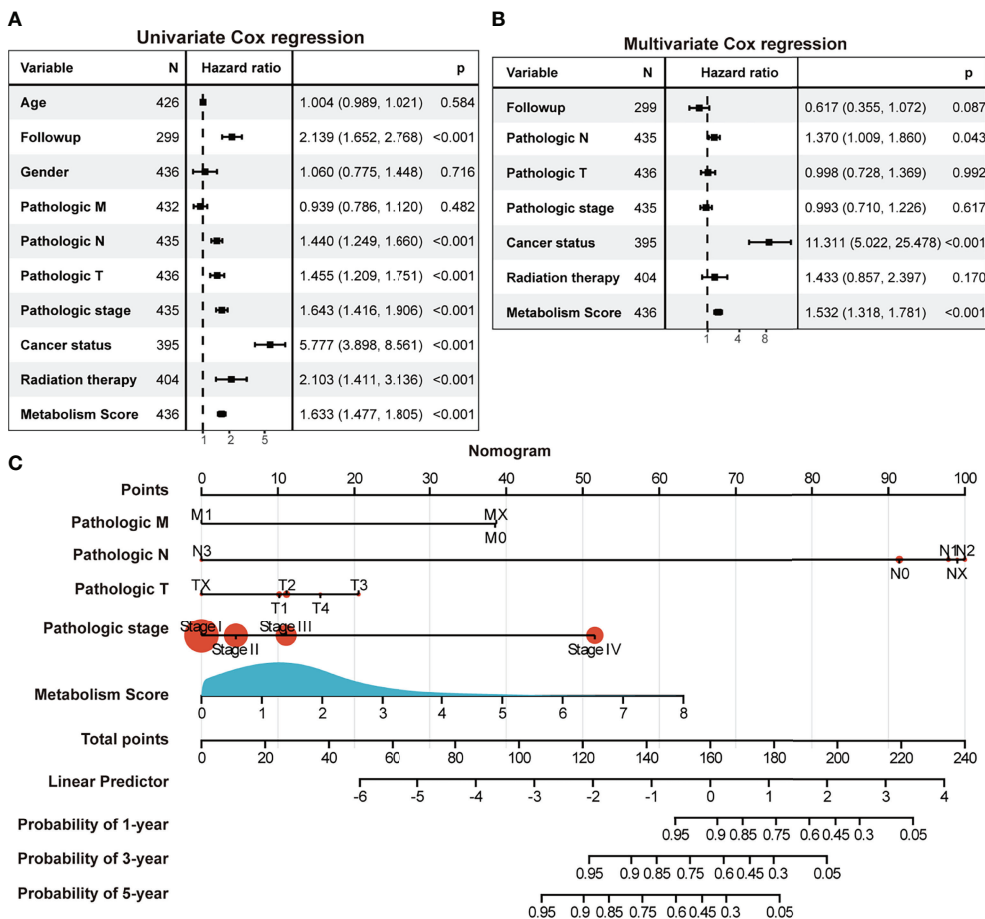 A
Univariate Cox regression
Variable N Hazard ratio p
Age 426 1.004 (0.989, 1.021) 0.584
Followup 299 2.139 (1.652, 2.768) <0.001
Gender 436 1.060 (0.775, 1.448) 0.716
Pathologic M 432 0.939 (0.786, 1.120) 0.482
Pathologic N 435 1.440 (1.249, 1.660) <0.001
Pathologic T 436 1.455 (1.209, 1.751) <0.001
Pathologic stage 435 1.643 (1.416, 1.906) <0.001
Cancer status 395 5.777 (3.898, 8.561) <0.001
Radiation therapy 404 2.103 (1.411, 3.136) <0.001
Metabolism Score 436 1.633 (1.477, 1.805) <0.001
1 2 5
B
Multivariate Cox regression
Variable N Hazard ratio p
Followup 299 0.617 (0.355, 1.072) 0.087
Pathologic N 435 1.370 (1.009, 1.860) 0.043
Pathologic T 436 0.998 (0.728, 1.369) 0.992
Pathologic stage 435 0.993 (0.710, 1.226) 0.617
Cancer status 395 11.311 (5.022, 25.478) <0.001
Radiation therapy 404 1.433 (0.857, 2.397) 0.170
Metabolism Score 436 1.532 (1.318, 1.781) <0.001
1 4 8
C
Nomogram
Points 0 10 20 30 40 50 60 70 80 90 100
Pathologic M M1 MX
M0
Pathologic N N3 N1 N2
N0 NX
Pathologic T TX T2 T3
T1 T4
Pathologic stage Stage I Stage III
Stage II Stage IV
Metabolism Score
0 1 2 3 4 5 6 7 8
Total points
0 20 40 60 80 100 120 140 160 180 200 220 240
Linear Predictor
-6 -5 -4 -3 -2 -1 0 1 2 3 4
Probability of 1-year
0.95 0.9 0.85 0.75 0.6 0.45 0.3 0.05
Probability of 3-year
0.95 0.9 0.85 0.75 0.6 0.45 0.3 0.05
Probability of 5-year
0.95 0.9 0.85 0.75 0.6 0.45 0.3 0.05